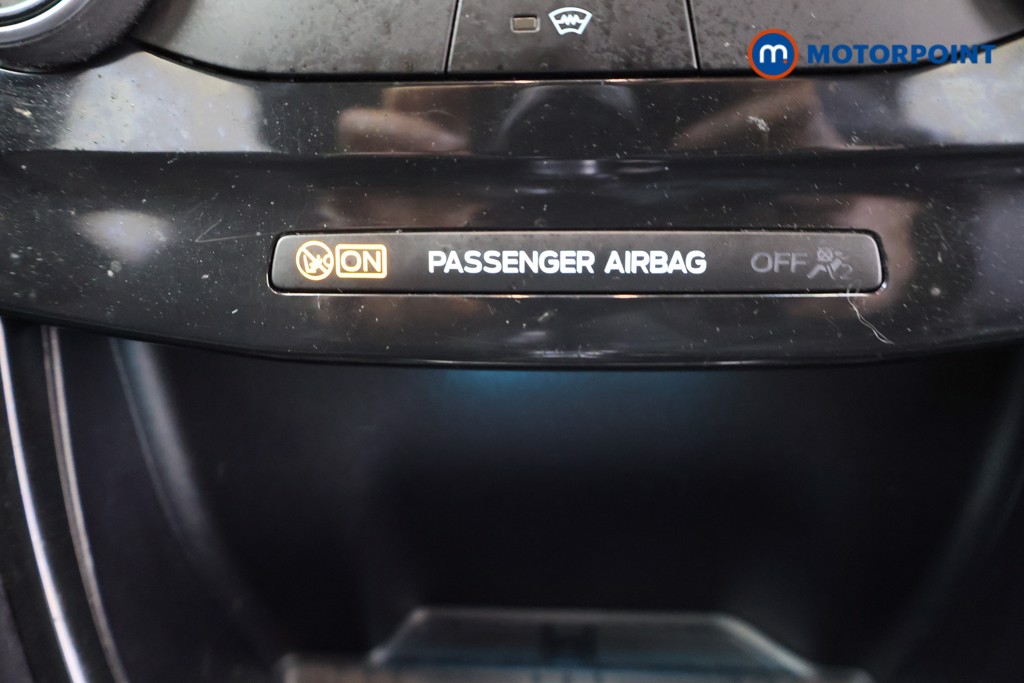 m MOTORPOINT
ON PASSENGER AIRBAG OFF